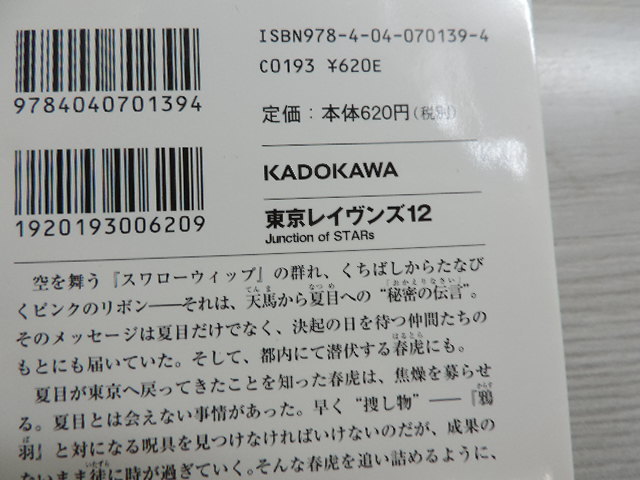 ISBN978-4-04-070139-4
C0193 ¥620E
9784040701394
定価：本体620円（税別）
1920193006209
KADOKAWA
東京レイヴンズ12
Junction of STARs
空を舞う『スワローウィップ』の群れ、くちばしからたなび
くピンクのリボン――それは、天馬から夏目への“秘密の伝言”。
そのメッセージは夏目だけでなく、決起の日を待つ仲間たちの
もとにも届いていた。そして、都内にて潜伏する春虎にも。
夏目が東京へ戻ってきたことを知った春虎は、焦燥を募らせ
る。夏目とは会えない事情があった。早く“捜し物”――『鴉
羽』と対になる呪具を見つけなければいけないのだが、成果の
ないまま徒に時が過ぎていく。そんな春虎を追い詰めるように、